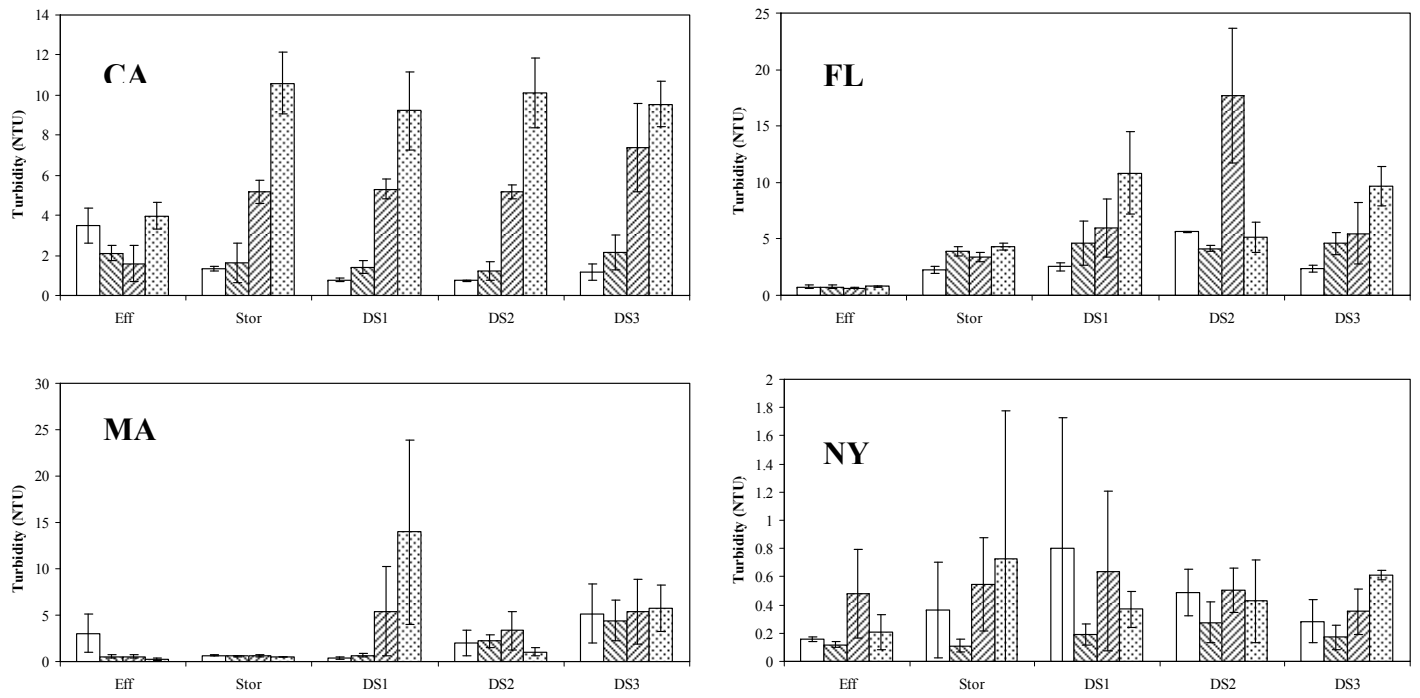 CA
Turbidity (NTU)
14
12
10
8
6
4
2
0
Eff Stor DS1 DS2 DS3
FL
Turbidity (NTU)
25
20
15
10
5
0
Eff Stor DS1 DS2 DS3
MA
Turbidity (NTU)
30
25
20
15
10
5
0
Eff Stor DS1 DS2 DS3
NY
Turbidity (NTU)
2
1.8
1.6
1.4
1.2
1
0.8
0.6
0.4
0.2
0
Eff Stor DS1 DS2 DS3